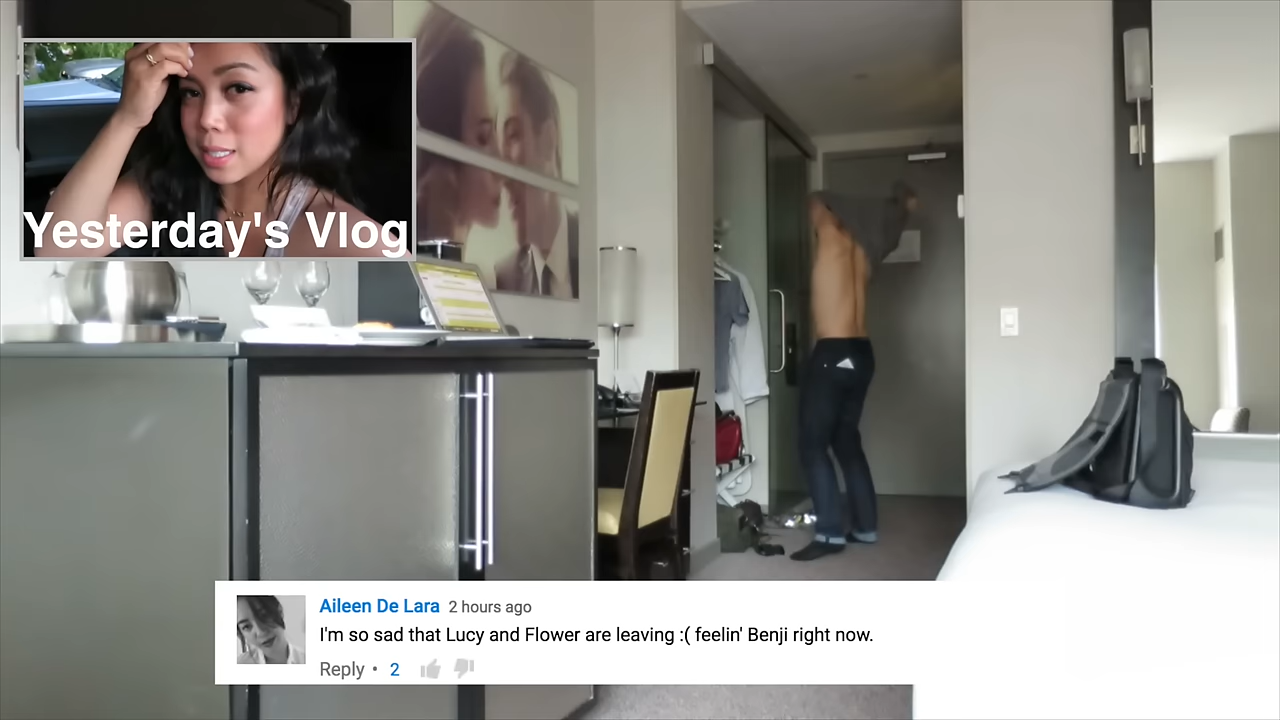 Yesterday's Vlog
Aileen De Lara 2 hours ago
I'm so sad that Lucy and Flower are leaving :( feelin' Benji right now.
Reply • 2